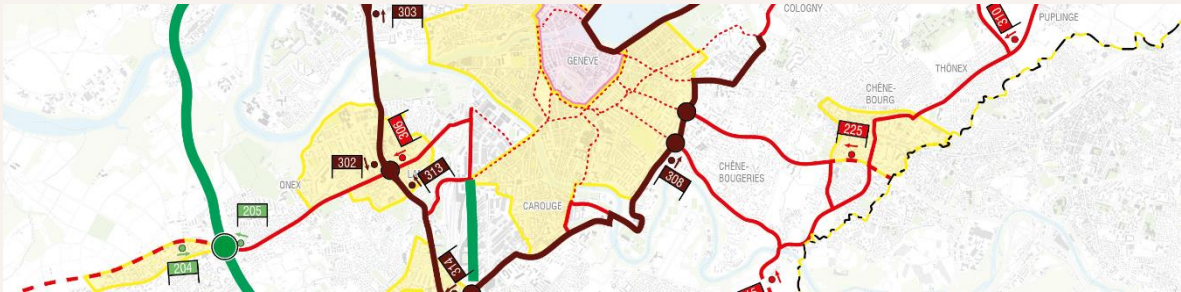 303
COLOGNY
310
PUPLINGE
GENÈVE
THÔNEX
CHÊNE-
BOURG
306
225
302
313
308
CHÊNE-
BOUGERIES
ONEX
CAROUGE
205
204
314